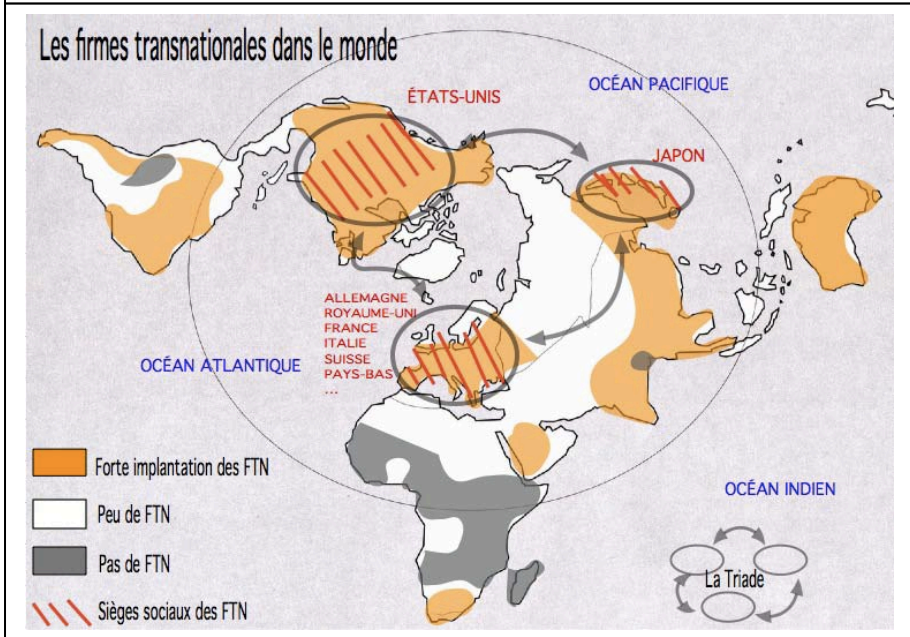 Les firmes transnationales dans le monde
OCÉAN PACIFIQUE
ÉTATS-UNIS
JAPON
ALLEMAGNE
ROYAUME-UNI
FRANCE
ITALIE
SUISSE
PAYS-BAS
...
OCÉAN ATLANTIQUE
OCÉAN INDIEN
Forte implantation des FTN
Peu de FTN
Pas de FTN
Sièges sociaux des FTN
La Triade